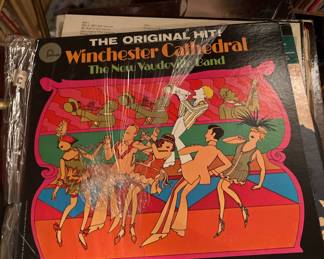 THE ORIGINAL HIT!
Winchester Cathedral
The New Vaudeville Band